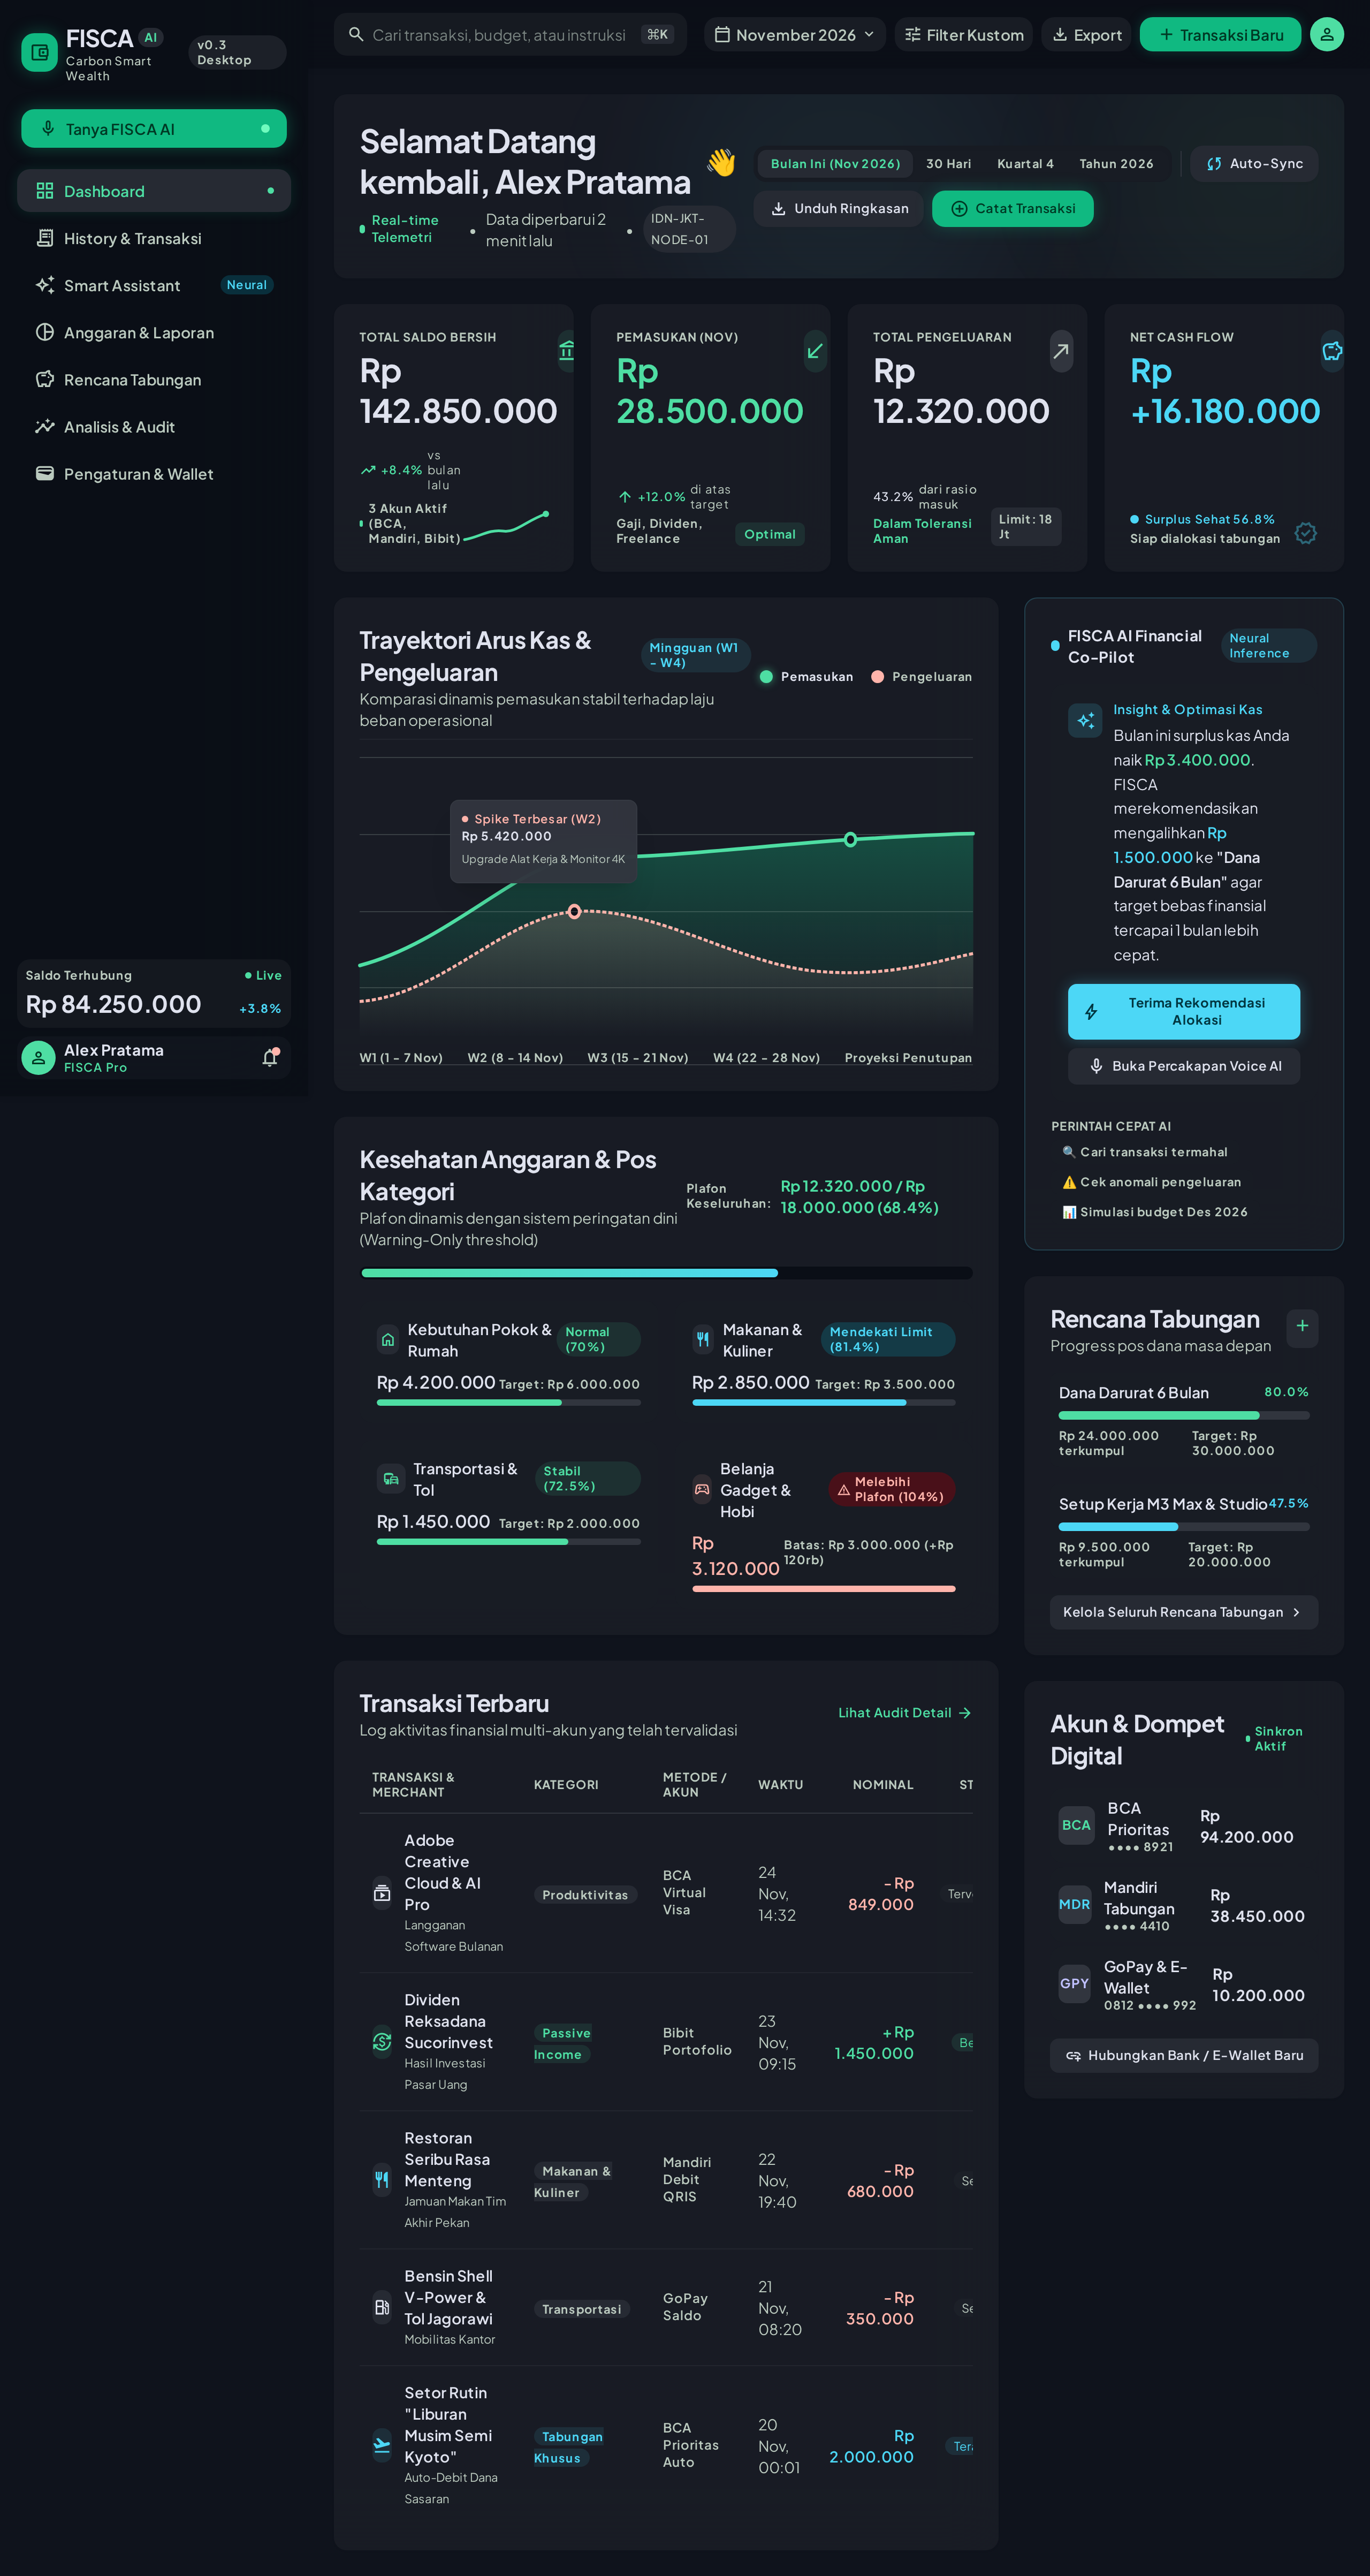 FISCA AI
Carbon Smart
Wealth
v0.3
Desktop
Tanya FISCA AI
Dashboard
History & Transaksi
Smart Assistant
Neural
Anggaran & Laporan
Rencana Tabungan
Analisis & Audit
Pengaturan & Wallet
Saldo Terhubung
Live
Rp 84.250.000
+3.8%
Alex Pratama
FISCA Pro
Cari transaksi, budget, atau instruksi
⌘K
November 2026
Filter Kustom
Export
Transaksi Baru
Selamat Datang
kembali, Alex Pratama
👋
Real-time
Telemetri
Data diperbarui 2
menit lalu
IDN-JKT-
NODE-01
Bulan Ini (Nov 2026)
30 Hari
Kuartal 4
Tahun 2026
Auto-Sync
Unduh Ringkasan
Catat Transaksi
TOTAL SALDO BERSIH
Rp
142.850.000
+8.4%
vs
bulan
lalu
3 Akun Aktif
(BCA,
Mandiri, Bibit)
PEMASUKAN (NOV)
Rp
28.500.000
+12.0%
di atas
target
Gaji, Dividen,
Freelance
Optimal
TOTAL PENGELUARAN
Rp
12.320.000
43.2%
dari rasio
masuk
Dalam Toleransi
Aman
Limit: 18
Jt
NET CASH FLOW
Rp
+16.180.000
Surplus Sehat 56.8%
Siap dialokasi tabungan
Trayektori Arus Kas &
Pengeluaran
Mingguan (W1
- W4)
Komparasi dinamis pemasukan stabil terhadap laju
beban operasional
Pemasukan
Pengeluaran
Spike Terbesar (W2)
Rp 5.420.000
Upgrade Alat Kerja & Monitor 4K
W1 (1 - 7 Nov)
W2 (8 - 14 Nov)
W3 (15 - 21 Nov)
W4 (22 - 28 Nov)
Proyeksi Penutupan
FISCA AI Financial
Co-Pilot
Neural
Inference
Insight & Optimasi Kas
Bulan ini surplus kas Anda
naik Rp 3.400.000.
FISCA
merekomendasikan
mengalihkan Rp
1.500.000 ke "Dana
Darurat 6 Bulan" agar
target bebas finansial
tercapai 1 bulan lebih
cepat.
Terima Rekomendasi
Alokasi
Buka Percakapan Voice AI
PERINTAH CEPAT AI
🔍 Cari transaksi termahal
⚠️ Cek anomali pengeluaran
📊 Simulasi budget Des 2026
Kesehatan Anggaran & Pos
Kategori
Plafon dinamis dengan sistem peringatan dini
(Warning-Only threshold)
Plafon
Keseluruhan:
Rp 12.320.000 / Rp
18.000.000 (68.4%)
Kebutuhan Pokok &
Rumah
Normal
(70%)
Rp 4.200.000
Target: Rp 6.000.000
Makanan &
Kuliner
Mendekati Limit
(81.4%)
Rp 2.850.000
Target: Rp 3.500.000
Transportasi &
Tol
Stabil
(72.5%)
Rp 1.450.000
Target: Rp 2.000.000
Belanja
Gadget &
Hobi
Melebihi
Plafon (104%)
Rp
3.120.000
Batas: Rp 3.000.000 (+Rp
120rb)
Rencana Tabungan
Progress pos dana masa depan
Dana Darurat 6 Bulan
80.0%
Rp 24.000.000
terkumpul
Target: Rp
30.000.000
Setup Kerja M3 Max & Studio
47.5%
Rp 9.500.000
terkumpul
Target: Rp
20.000.000
Kelola Seluruh Rencana Tabungan
Transaksi Terbaru
Log aktivitas finansial multi-akun yang telah tervalidasi
Lihat Audit Detail
TRANSAKSI &
MERCHANT
KATEGORI
METODE /
AKUN
WAKTU
NOMINAL
ST
Adobe
Creative
Cloud & AI
Pro
Langganan
Software Bulanan
Produktivitas
BCA
Virtual
Visa
24
Nov,
14:32
- Rp
849.000
Dividen
Reksadana
Sucorinvest
Hasil Investasi
Pasar Uang
Passive
Income
Bibit
Portofolio
23
Nov,
09:15
+ Rp
1.450.000
Be
Restoran
Seribu Rasa
Menteng
Jamuan Makan Tim
Akhir Pekan
Makanan &
Kuliner
Mandiri
Debit
QRIS
22
Nov,
19:40
- Rp
680.000
Se
Bensin Shell
V-Power &
Tol Jagorawi
Mobilitas Kantor
Transportasi
GoPay
Saldo
21
Nov,
08:20
- Rp
350.000
Se
Setor Rutin
"Liburan
Musim Semi
Kyoto"
Auto-Debit Dana
Sasaran
Tabungan
Khusus
BCA
Prioritas
Auto
20
Nov,
00:01
Rp
2.000.000
Akun & Dompet
Digital
Sinkron
Aktif
BCA
BCA
Prioritas
•••• 8921
Rp
94.200.000
MDR
Mandiri
Tabungan
•••• 4410
Rp
38.450.000
GPY
GoPay & E-
Wallet
0812 •••• 992
Rp
10.200.000
Hubungkan Bank / E-Wallet Baru